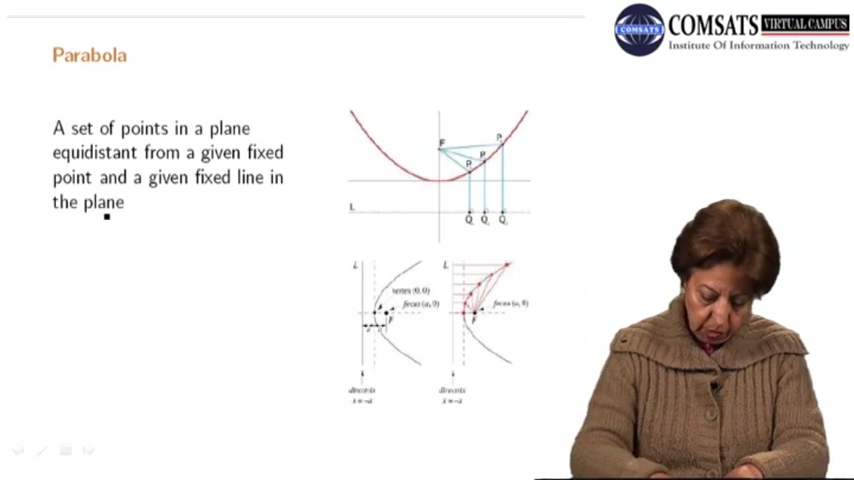 COMSATS VIRTUAL CAMPUS
COMSATS
Institute Of Information Technology
Parabola
A set of points in a plane
equidistant from a given fixed
point and a given fixed line in
the plane
F
P
P
P
L
Q
Q
Q
L
vertex (0,0)
focus (a, 0)
F
directrix
x = -a
L
focus (a, 0)
F
directrix
x = -a